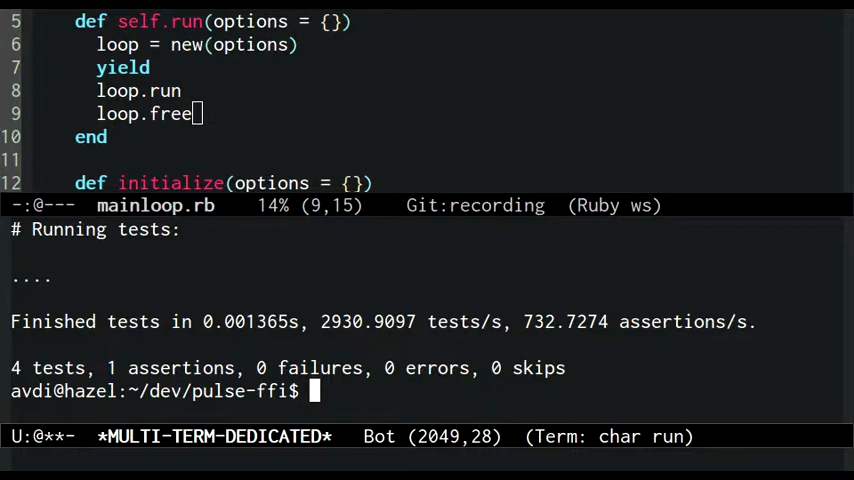 5 def self.run(options = {})
6 loop = new(options)
7 yield
8 loop.run
9 loop.free
10 end
11
12 def initialize(options = {})
-:@--- mainloop.rb 14% (9,15) Git:recording (Ruby ws)
# Running tests:
....
Finished tests in 0.001365s, 2930.9097 tests/s, 732.7274 assertions/s.
4 tests, 1 assertions, 0 failures, 0 errors, 0 skips
avdi@hazel:~/dev/pulse-ffi$
U:@**- *MULTI-TERM-DEDICATED* Bot (2049,28) (Term: char run)